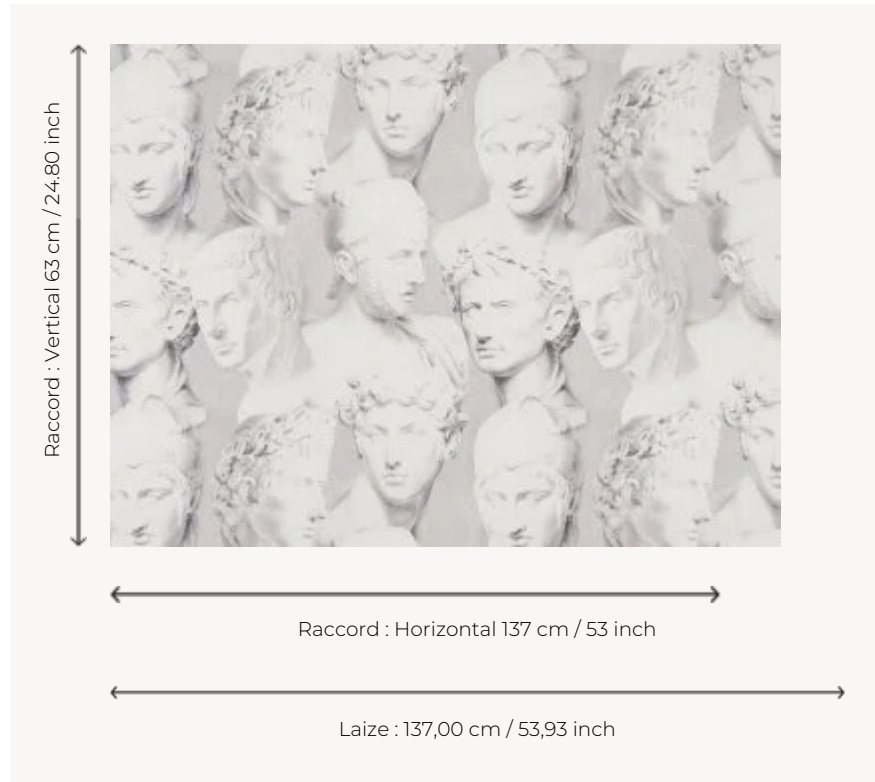 Raccord : Vertical 63 cm / 24.80 inch
Raccord : Horizontal 137 cm / 53 inch
Laize : 137,00 cm / 53,93 inch